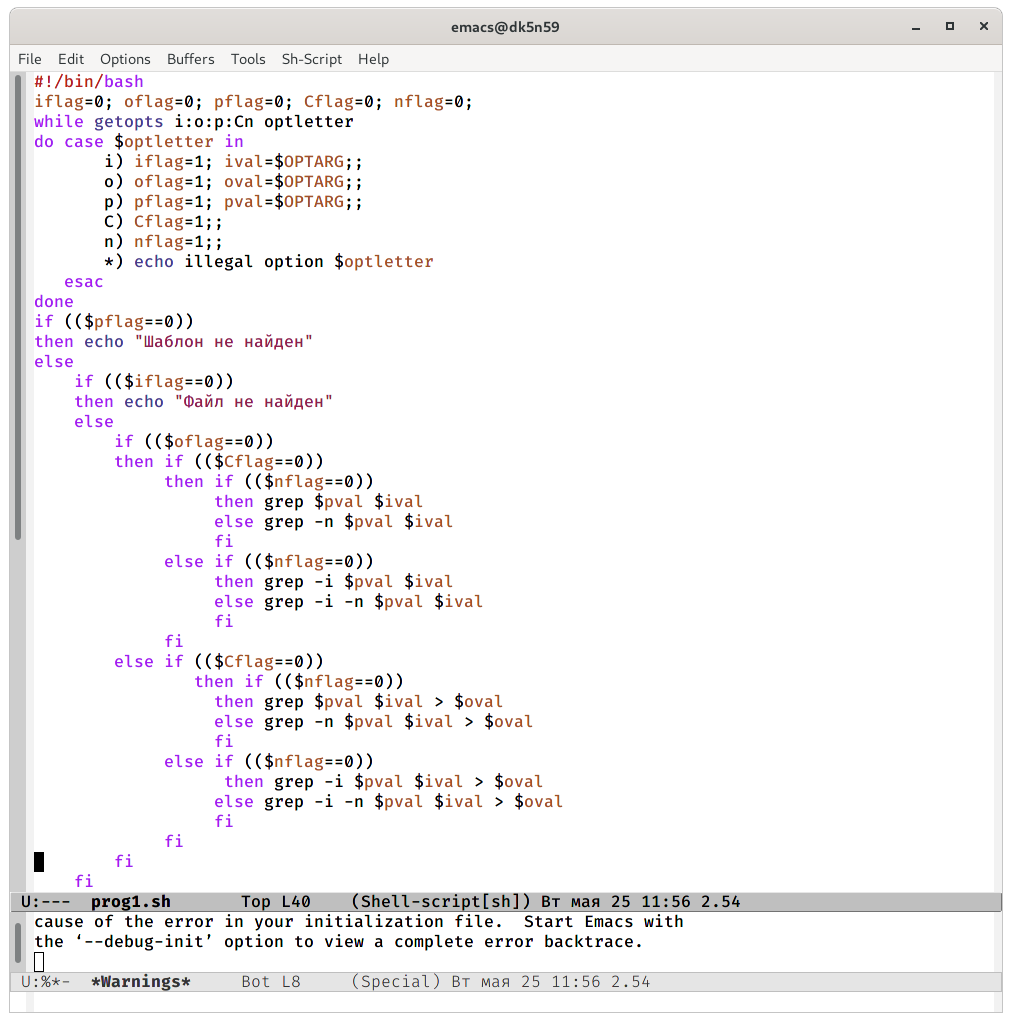 emacs@dk5n59
File Edit Options Buffers Tools Sh-Script Help
#!/bin/bash
iflag=0; oflag=0; pflag=0; Cflag=0; nflag=0;
while getopts i:o:p:Cn optletter
do case $optletter in
       i) iflag=1; ival=$OPTARG;;
       o) oflag=1; oval=$OPTARG;;
       p) pflag=1; pval=$OPTARG;;
       C) Cflag=1;;
       n) nflag=1;;
       *) echo illegal option $optletter
   esac
done
if (($pflag==0))
then echo "Шаблон не найден"
else
    if (($iflag==0))
    then echo "Файл не найден"
    else
        if (($oflag==0))
        then if (($Cflag==0))
             then if (($nflag==0))
                  then grep $pval $ival
                  else grep -n $pval $ival
                  fi
             else if (($nflag==0))
                  then grep -i $pval $ival
                  else grep -i -n $pval $ival
                  fi
             fi
        else if (($Cflag==0))
                then if (($nflag==0))
                  then grep $pval $ival > $oval
                  else grep -n $pval $ival > $oval
                  fi
             else if (($nflag==0))
                   then grep -i $pval $ival > $oval
                  else grep -i -n $pval $ival > $oval
                  fi
             fi
        fi
    fi
U:--- prog1.sh Top L40 (Shell-script[sh]) Вт мая 25 11:56 2.54
cause of the error in your initialization file.  Start Emacs with
the ‘--debug-init’ option to view a complete error backtrace.
U:%*- *Warnings* Bot L8 (Special) Вт мая 25 11:56 2.54